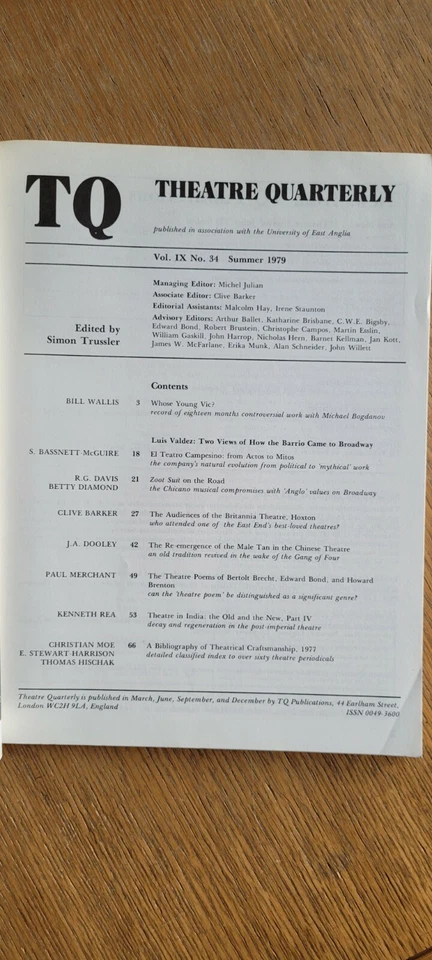 TQ THEATRE QUARTERLY
published in association with the University of East Anglia
Vol. IX No. 34 Summer 1979
Managing Editor: Michel Julian
Associate Editor: Clive Barker
Editorial Assistants: Malcolm Hay, Irene Staunton
Advisory Editors: Arthur Ballet, Katharine Brisbane, C.W.E. Bigsby,
Edward Bond, Robert Brustein, Christophe Campos, Martin Esslin,
William Gaskill, John Harrop, Nicholas Hern, Barnet Kellman, Jan Kott,
James W. McFarlane, Erika Munk, Alan Schneider, John Willett
Edited by
Simon Trussler
Contents
BILL WALLIS 3 Whose Young Vic?
record of eighteen months controversial work with Michael Bogdanov
Luis Valdez: Two Views of How the Barrio Came to Broadway
S. BASSNETT-McGUIRE 18 El Teatro Campesino: from Actos to Mitos
the company's natural evolution from political to 'mythical' work
R.G. DAVIS 21 Zoot Suit on the Road
BETTY DIAMOND the Chicano musical compromises with 'Anglo' values on Broadway
CLIVE BARKER 27 The Audiences of the Britannia Theatre, Hoxton
who attended one of the East End's best-loved theatres?
J.A. DOOLEY 42 The Re-emergence of the Male Tan in the Chinese Theatre
an old tradition revived in the wake of the Gang of Four
PAUL MERCHANT 49 The Theatre Poems of Bertolt Brecht, Edward Bond, and Howard
Brenton
can the 'theatre poem' be distinguished as a significant genre?
KENNETH REA 53 Theatre in India: the Old and the New, Part IV
decay and regeneration in the post-imperial theatre
CHRISTIAN MOE 66 A Bibliography of Theatrical Craftsmanship, 1977
E. STEWART HARRISON detailed classified index to over sixty theatre periodicals
THOMAS HISCHAK
Theatre Quarterly is published in March, June, September, and December by TQ Publications, 44 Earlham Street,
London WC2H 9LA, England
ISSN 0049-3600